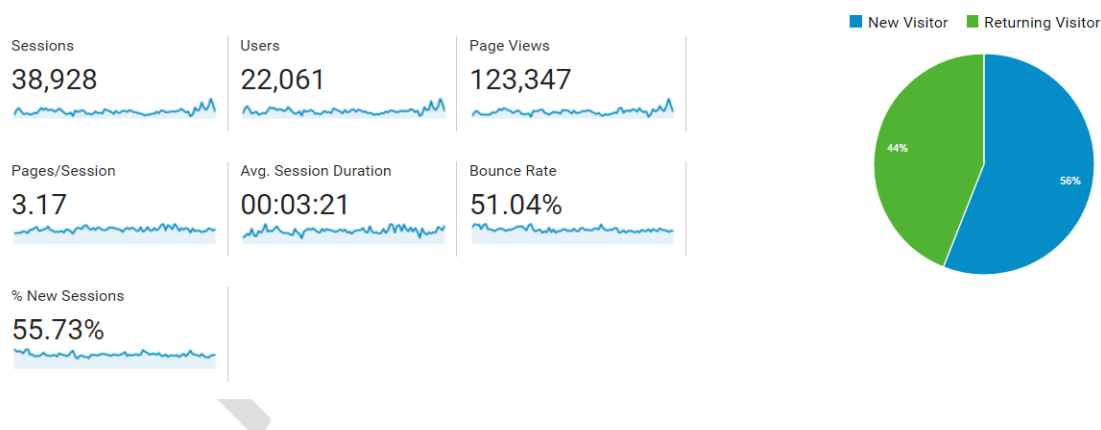 New Visitor Returning Visitor
Sessions Users Page Views
38,928 22,061 123,347
Pages/Session Avg. Session Duration Bounce Rate
3.17 00:03:21 51.04%
44%
56%
% New Sessions
55.73%